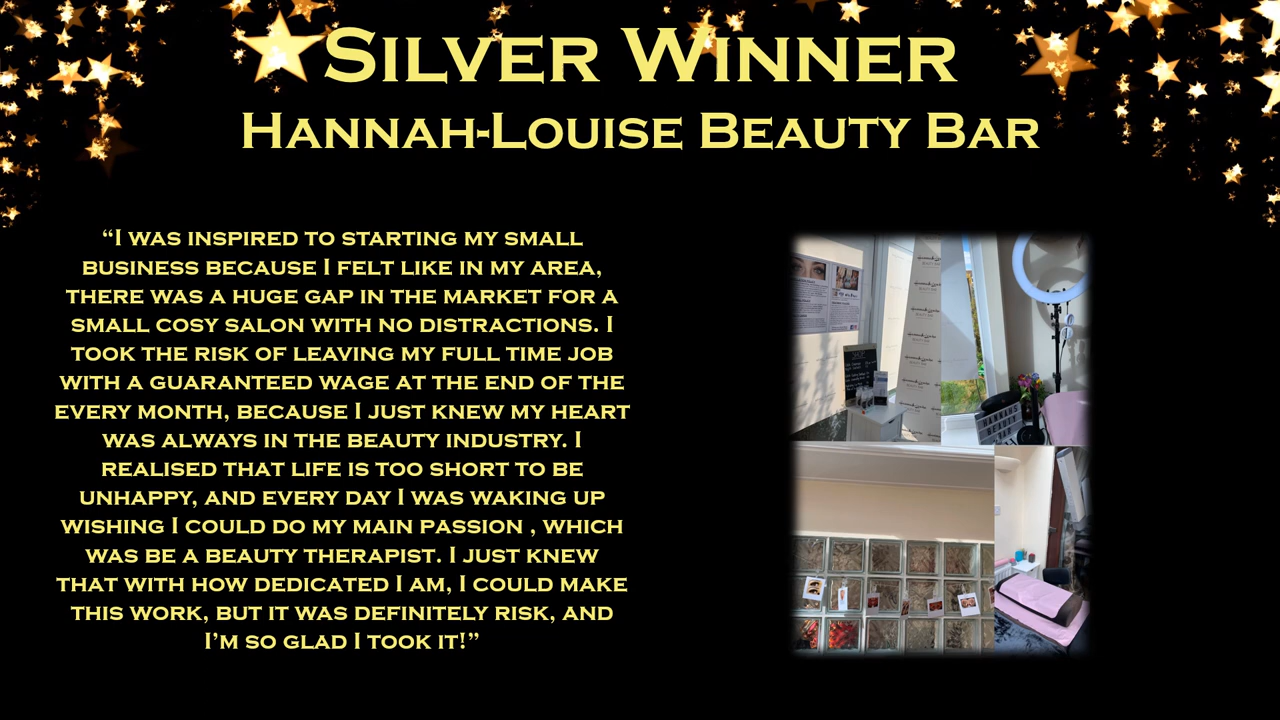 Silver Winner
Hannah-Louise Beauty Bar
“I was inspired to starting my small
business because I felt like in my area,
there was a huge gap in the market for a
small cosy salon with no distractions. I
took the risk of leaving my full time job
with a guaranteed wage at the end of the
every month, because I just knew my heart
was always in the beauty industry. I
realised that life is too short to be
unhappy, and every day I was waking up
wishing I could do my main passion , which
was be a beauty therapist. I just knew
that with how dedicated I am, I could make
this work, but it was definitely risk, and
I’m so glad I took it!”
HANNAHS
BEAUTY
BAR